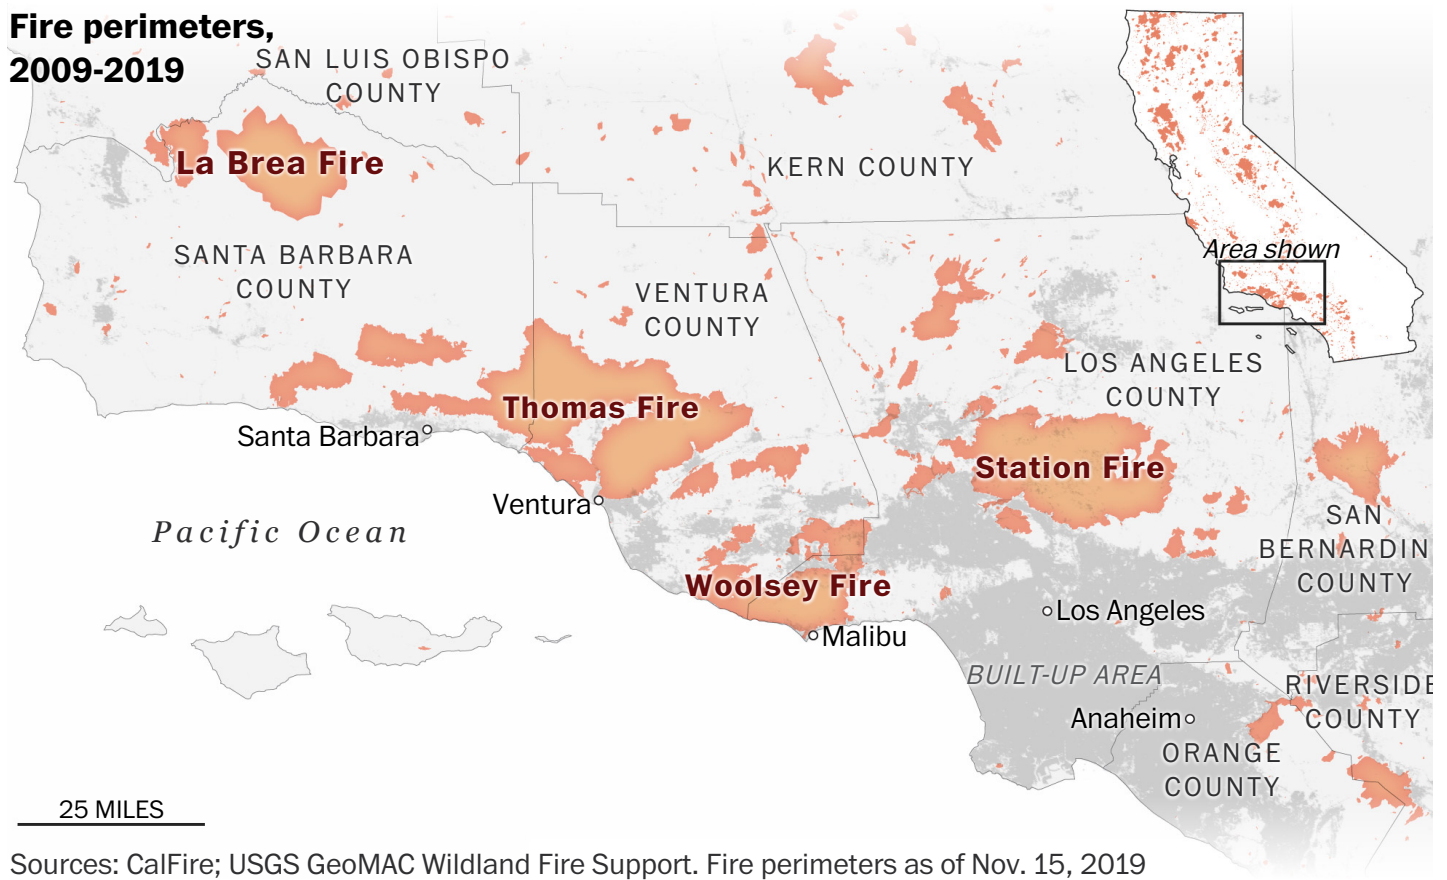 Fire perimeters,
2009-2019
SAN LUIS OBISPO
COUNTY
La Brea Fire
KERN COUNTY
Area shown
SANTA BARBARA
COUNTY
VENTURA
COUNTY
LOS ANGELES
COUNTY
Thomas Fire
Santa Barbara
Station Fire
Ventura
Pacific Ocean
SAN
BERNARDIN
COUNTY
Woolsey Fire
Los Angeles
Malibu
BUILT-UP AREA
RIVERSIDE
COUNTY
Anaheim
ORANGE
COUNTY
25 MILES
Sources: CalFire; USGS GeoMAC Wildland Fire Support. Fire perimeters as of Nov. 15, 2019